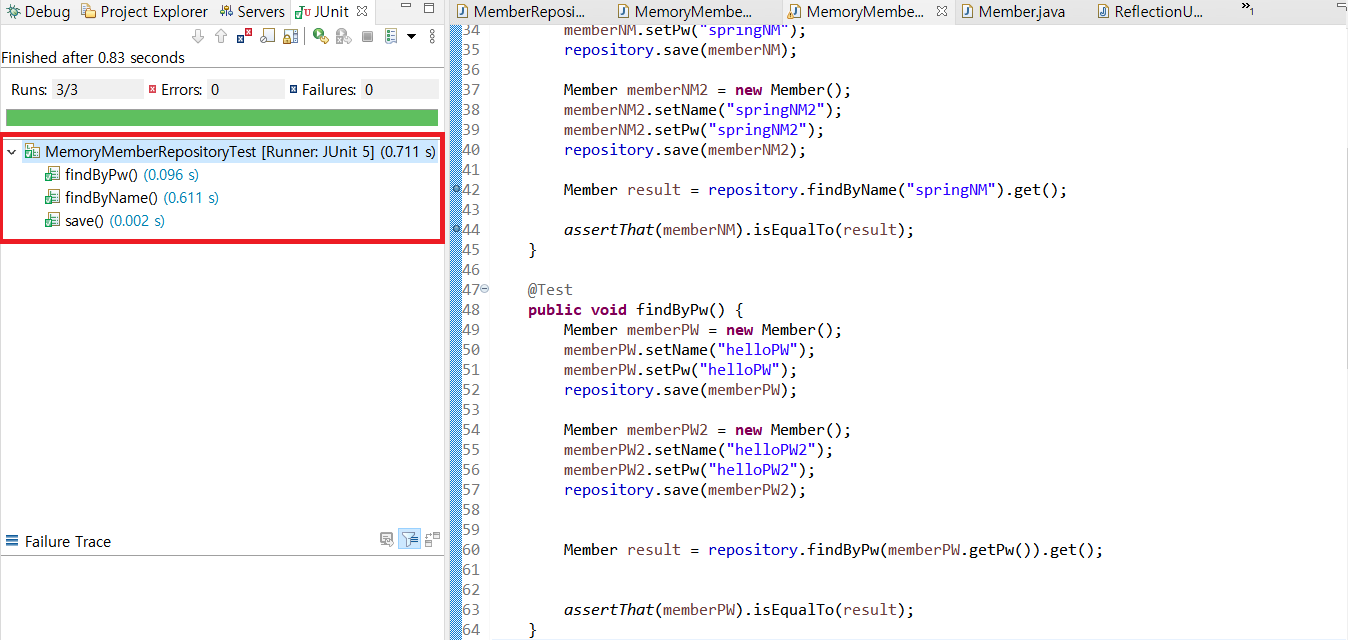 Debug Project Explorer Servers JUnit
Finished after 0.83 seconds
Runs: 3/3 Errors: 0 Failures: 0
MemoryMemberRepositoryTest [Runner: JUnit 5] (0.711 s)
findByPw() (0.096 s)
findByName() (0.611 s)
save() (0.002 s)
Failure Trace
MemberReposi... MemoryMembe... MemoryMembe... Member.java ReflectionU... »1
34 memberNM.setPw("springNM");
35 repository.save(memberNM);
36
37 Member memberNM2 = new Member();
38 memberNM2.setName("springNM2");
39 memberNM2.setPw("springNM2");
40 repository.save(memberNM2);
41
42 Member result = repository.findByName("springNM").get();
43
44 assertThat(memberNM).isEqualTo(result);
45 }
46
47 @Test
48 public void findByPw() {
49 Member memberPW = new Member();
50 memberPW.setName("helloPW");
51 memberPW.setPw("helloPW");
52 repository.save(memberPW);
53
54 Member memberPW2 = new Member();
55 memberPW2.setName("helloPW2");
56 memberPW2.setPw("helloPW2");
57 repository.save(memberPW2);
58
59
60 Member result = repository.findByPw(memberPW.getPw()).get();
61
62
63 assertThat(memberPW).isEqualTo(result);
64 }